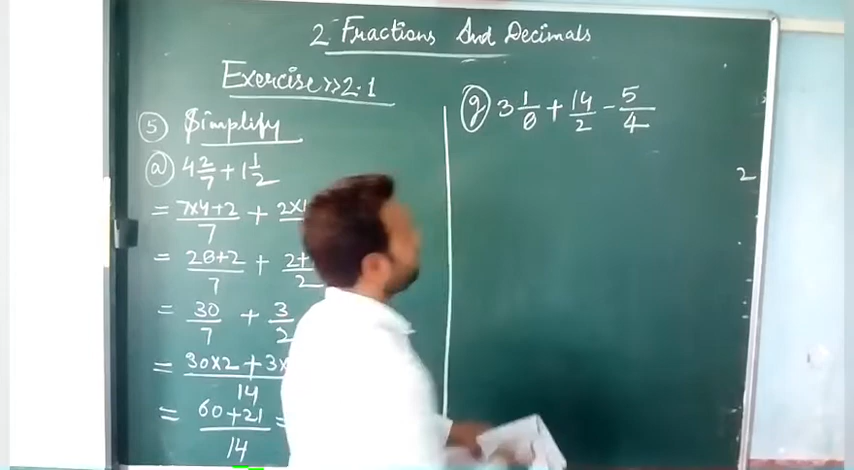 2 Fractions And Decimals
Exercise >> 2.1
5 Simplify
a 4 2/7 + 1 1/2
= 7×4+2/7 + 2×1
= 28+2/7 + 2+/2
= 30/7 + 3/2
= 30×2 + 3×/14
= 60+21/14 =
g 3 1/8 + 14/2 - 5/4
2